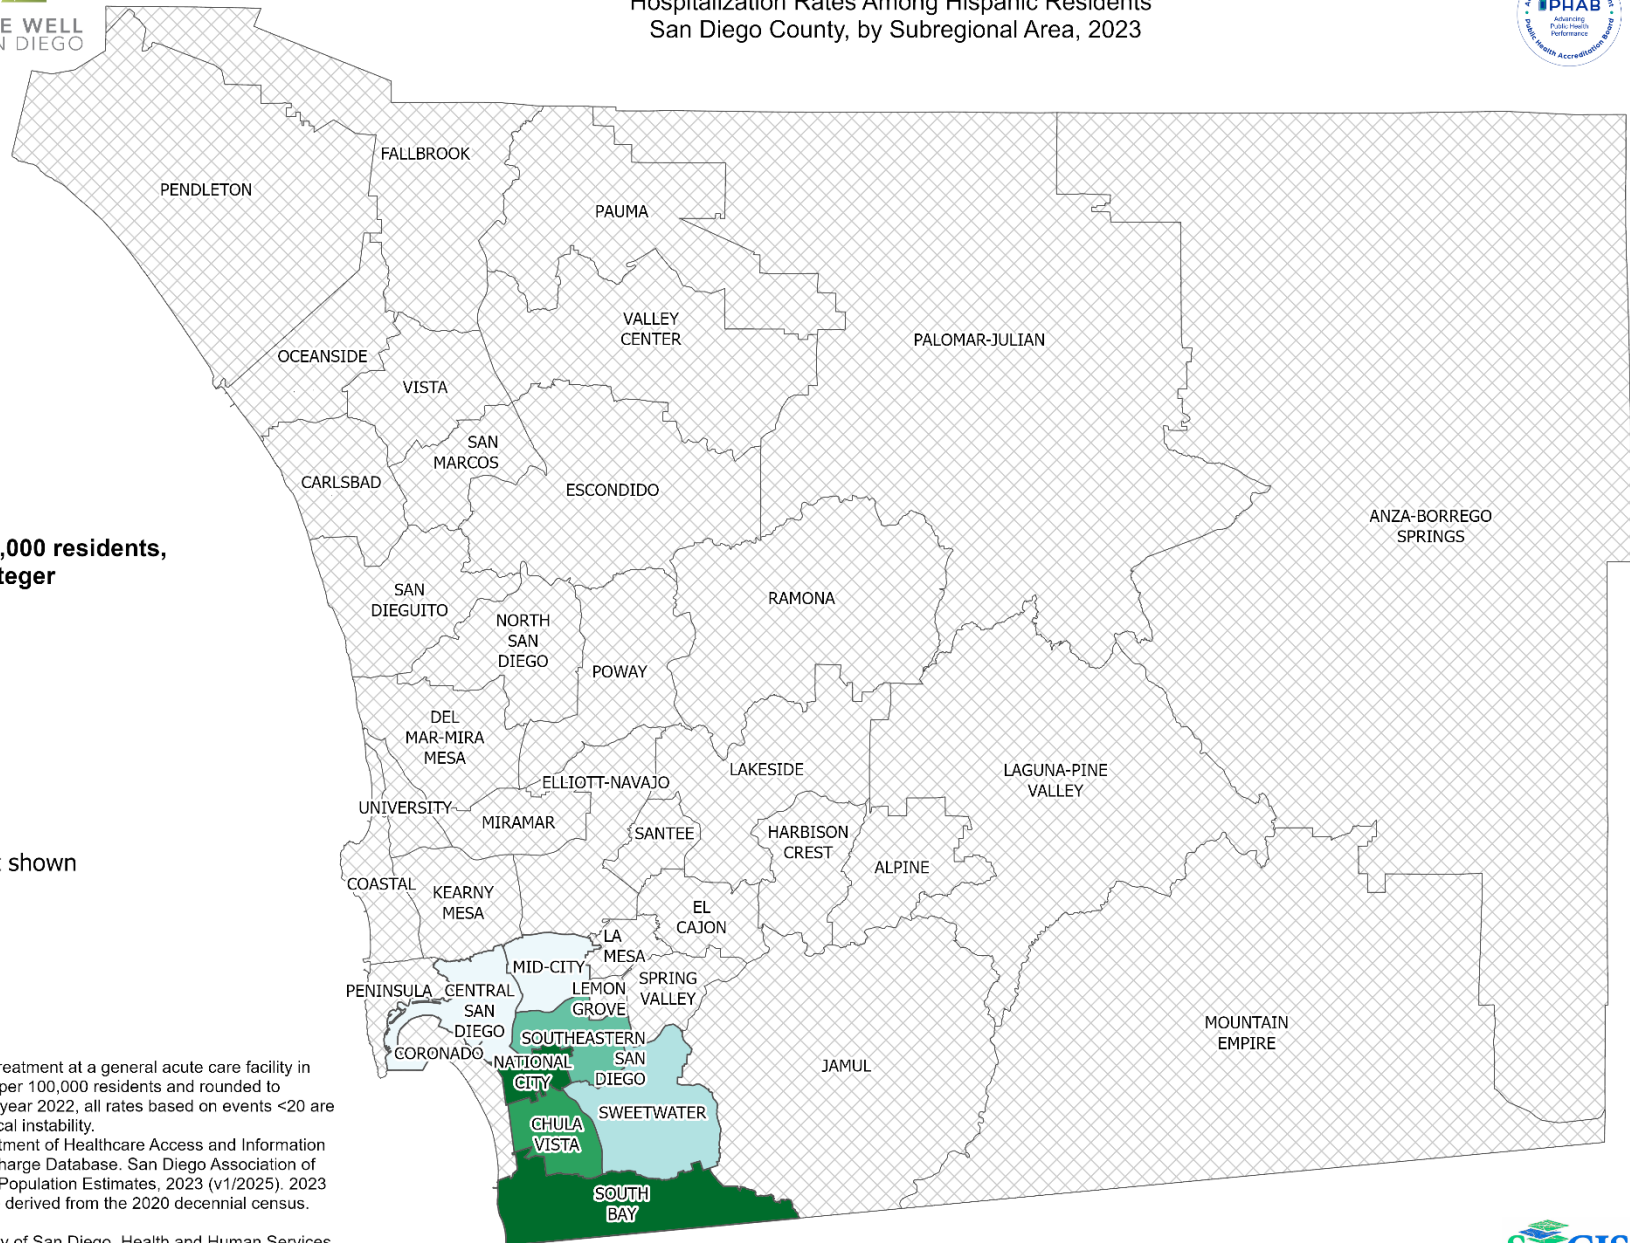 E WELL
N DIEGO
Hospitalization Rates Among Hispanic Residents
San Diego County, by Subregional Area, 2023
PHAB
Advancing
Public Health
Performance
Public Health Accreditation Board
FALLBROOK
PENDLETON
PAUMA
VALLEY
CENTER
PALOMAR-JULIAN
OCEANSIDE
VISTA
SAN
MARCOS
CARLSBAD
ESCONDIDO
ANZA-BORREGO
SPRINGS
,000 residents,
teger
SAN
DIEGUITO
RAMONA
NORTH
SAN
DIEGO
POWAY
DEL
MAR-MIRA
MESA
LAKESIDE
LAGUNA-PINE
VALLEY
ELLIOTT-NAVAJO
UNIVERSITY
MIRAMAR
SANTEE
HARBISON
CREST
ALPINE
shown
COASTAL
KEARNY
MESA
EL
CAJON
LA
MESA
MID-CITY
SPRING
VALLEY
PENINSULA
CENTRAL
SAN
DIEGO
LEMON
GROVE
MOUNTAIN
EMPIRE
SOUTHEASTERN
SAN
DIEGO
CORONADO
NATIONAL
CITY
JAMUL
SWEETWATER
CHULA
VISTA
SOUTH
BAY
reatment at a general acute care facility in
per 100,000 residents and rounded to
year 2022, all rates based on events <20 are
cal instability.
tment of Healthcare Access and Information
harge Database. San Diego Association of
Population Estimates, 2023 (v1/2025). 2023
derived from the 2020 decennial census.
y of San Diego, Health and Human Services